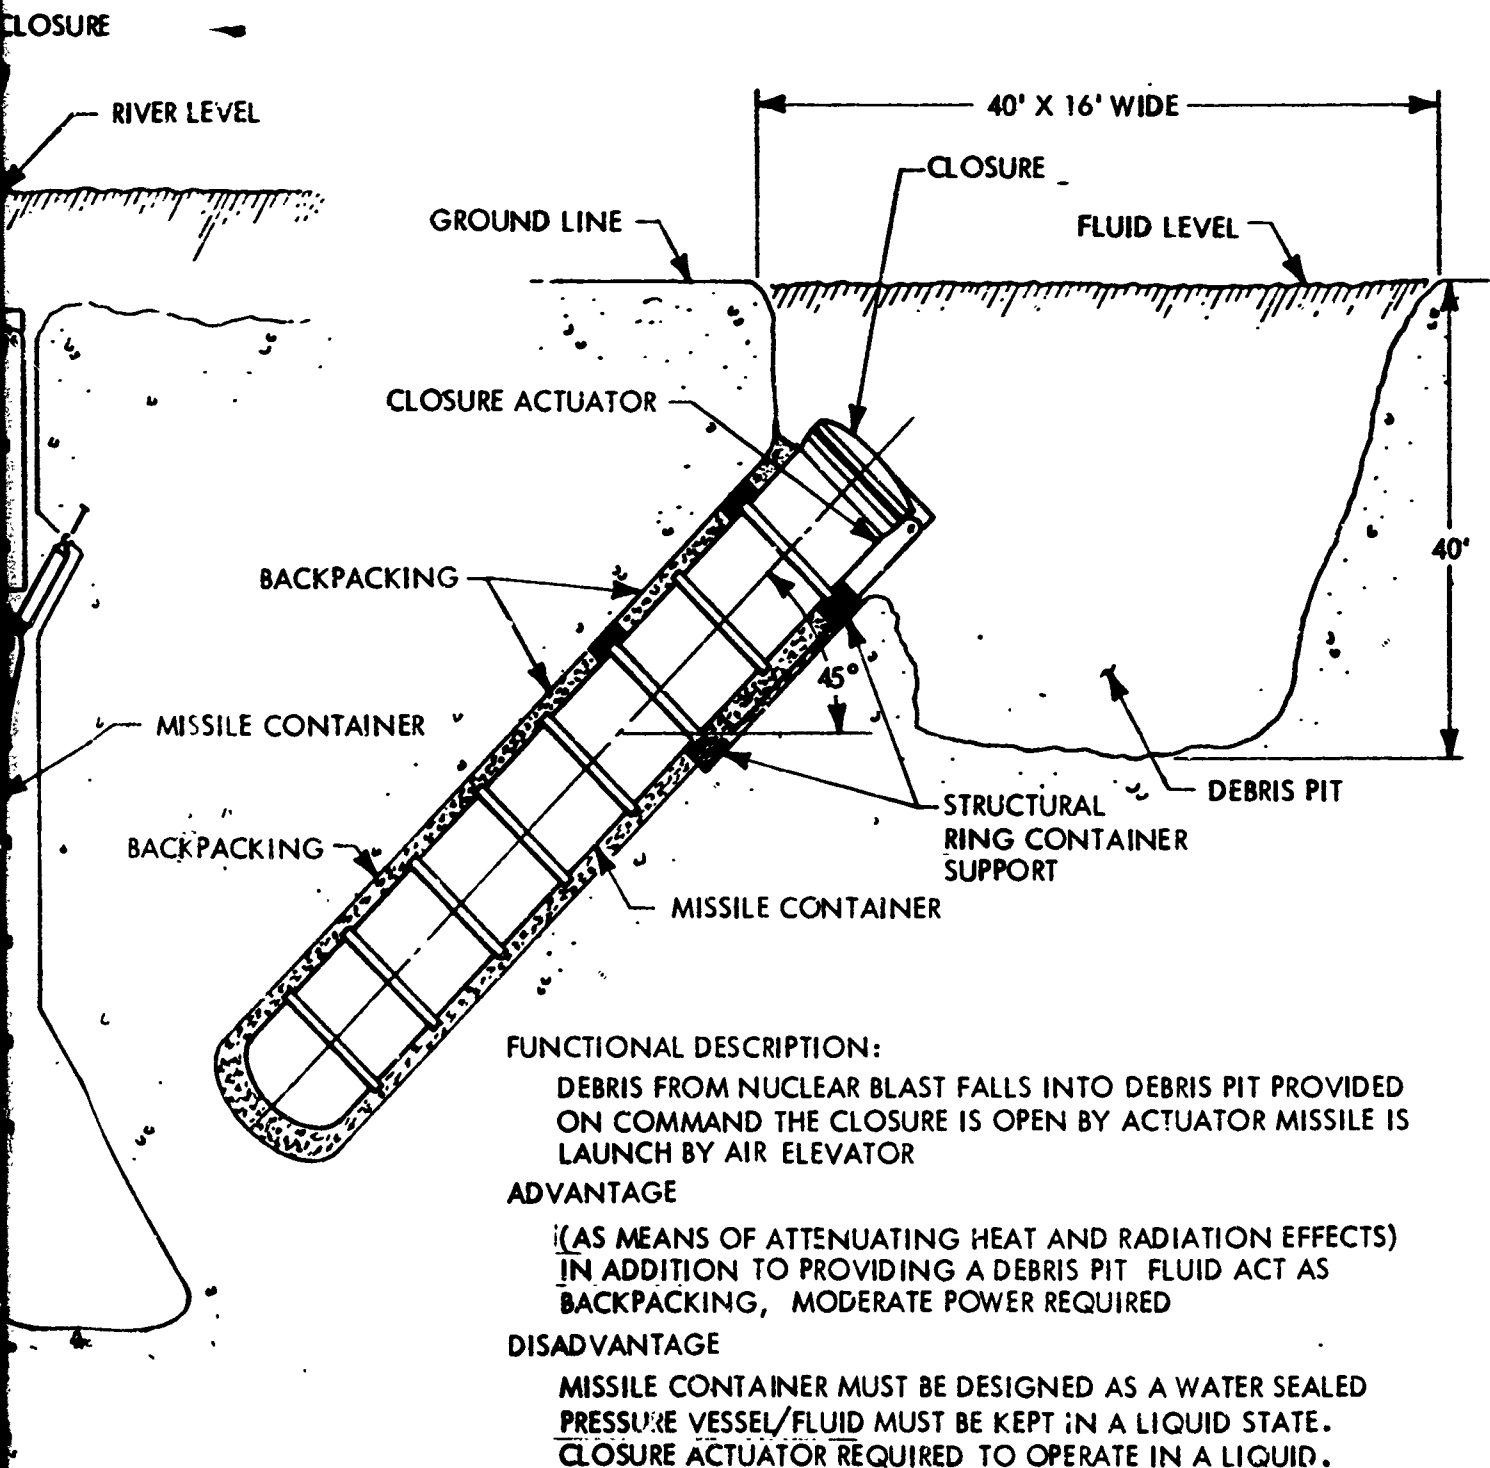 CLOSURE
RIVER LEVEL
40' X 16' WIDE
CLOSURE
GROUND LINE
FLUID LEVEL
CLOSURE ACTUATOR
40'
BACKPACKING
45°
MISSILE CONTAINER
DEBRIS PIT
STRUCTURAL
RING CONTAINER
SUPPORT
BACKPACKING
MISSILE CONTAINER
FUNCTIONAL DESCRIPTION:
DEBRIS FROM NUCLEAR BLAST FALLS INTO DEBRIS PIT PROVIDED
ON COMMAND THE CLOSURE IS OPEN BY ACTUATOR MISSILE IS
LAUNCH BY AIR ELEVATOR
ADVANTAGE
(AS MEANS OF ATTENUATING HEAT AND RADIATION EFFECTS)
IN ADDITION TO PROVIDING A DEBRIS PIT FLUID ACT AS
BACKPACKING, MODERATE POWER REQUIRED
DISADVANTAGE
MISSILE CONTAINER MUST BE DESIGNED AS A WATER SEALED
PRESSURE VESSEL/FLUID MUST BE KEPT IN A LIQUID STATE.
CLOSURE ACTUATOR REQUIRED TO OPERATE IN A LIQUID.